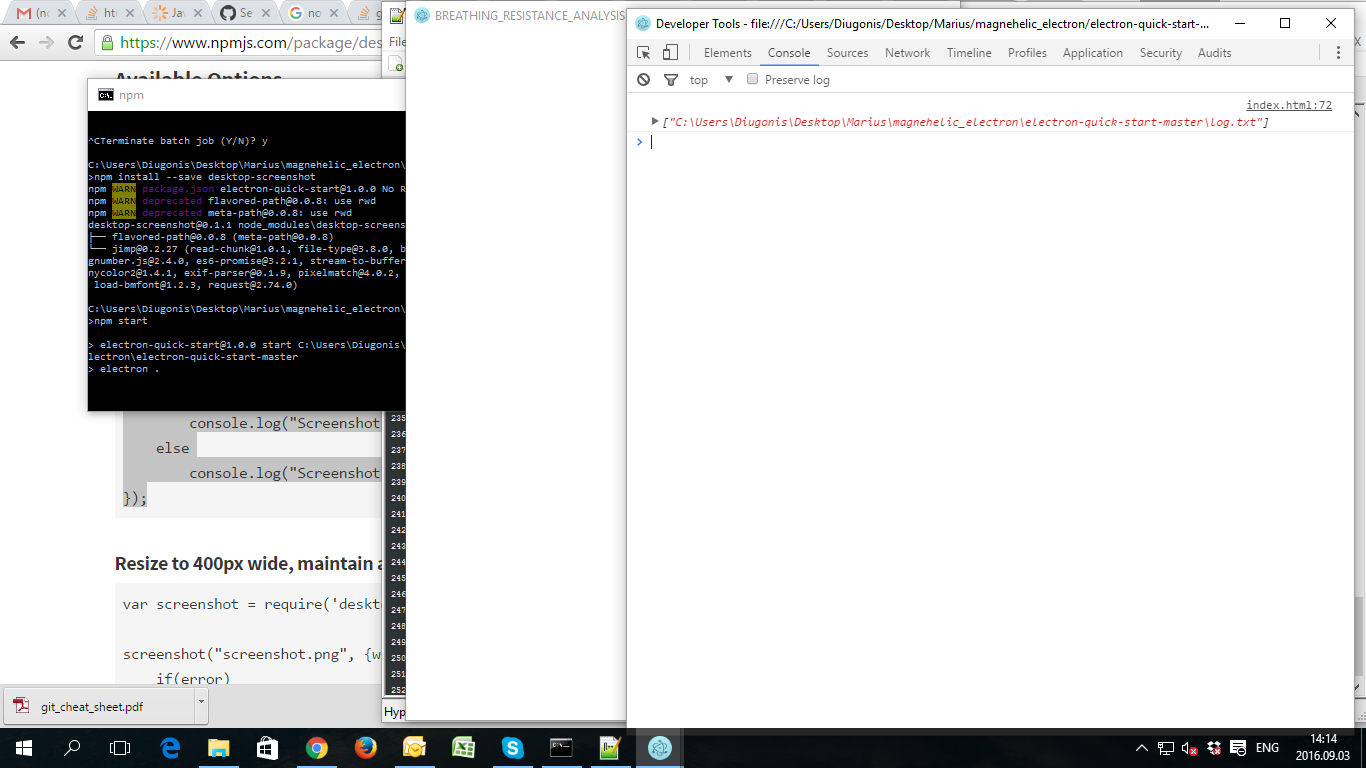 (no
ht
Jav
Se
no
g
https://www.npmjs.com/package/des
Available Options
npm
^CTerminate batch job (Y/N)? y
C:\Users\Diugonis\Desktop\Marius\magnehelic_electron\
>npm install --save desktop-screenshot
npm WARN package.json electron-quick-start@1.0.0 No R
npm WARN deprecated flavored-path@0.0.8: use rwd
npm WARN deprecated meta-path@0.0.8: use rwd
desktop-screenshot@0.1.1 node_modules\desktop-screens
├── flavored-path@0.0.8 (meta-path@0.0.8)
└── jimp@0.2.27 (read-chunk@1.0.1, file-type@3.8.0, b
gnumber.js@2.4.0, es6-promise@3.2.1, stream-to-buffer
nycolor2@1.4.1, exif-parser@0.1.9, pixelmatch@4.0.2,
load-bmfont@1.2.3, request@2.74.0)
C:\Users\Diugonis\Desktop\Marius\magnehelic_electron\
>npm start
> electron-quick-start@1.0.0 start C:\Users\Diugonis\
lectron\electron-quick-start-master
> electron .
console.log("Screenshot
else
console.log("Screenshot
});
Resize to 400px wide, maintain a
var screenshot = require('deskto
screenshot("screenshot.png", {w
if(error)
git_cheat_sheet.pdf
File
235
236
237
238
239
240
241
242
243
244
245
246
247
248
249
250
251
252
Hyp
BREATHING_RESISTANCE_ANALYSIS
Developer Tools - file:///C:/Users/Diugonis/Desktop/Marius/magnehelic_electron/electron-quick-start-...
Elements Console Sources Network Timeline Profiles Application Security Audits
top Preserve log
index.html:72
["C:\Users\Diugonis\Desktop\Marius\magnehelic_electron\electron-quick-start-master\log.txt"]
X
ENG
14:14
2016.09.03